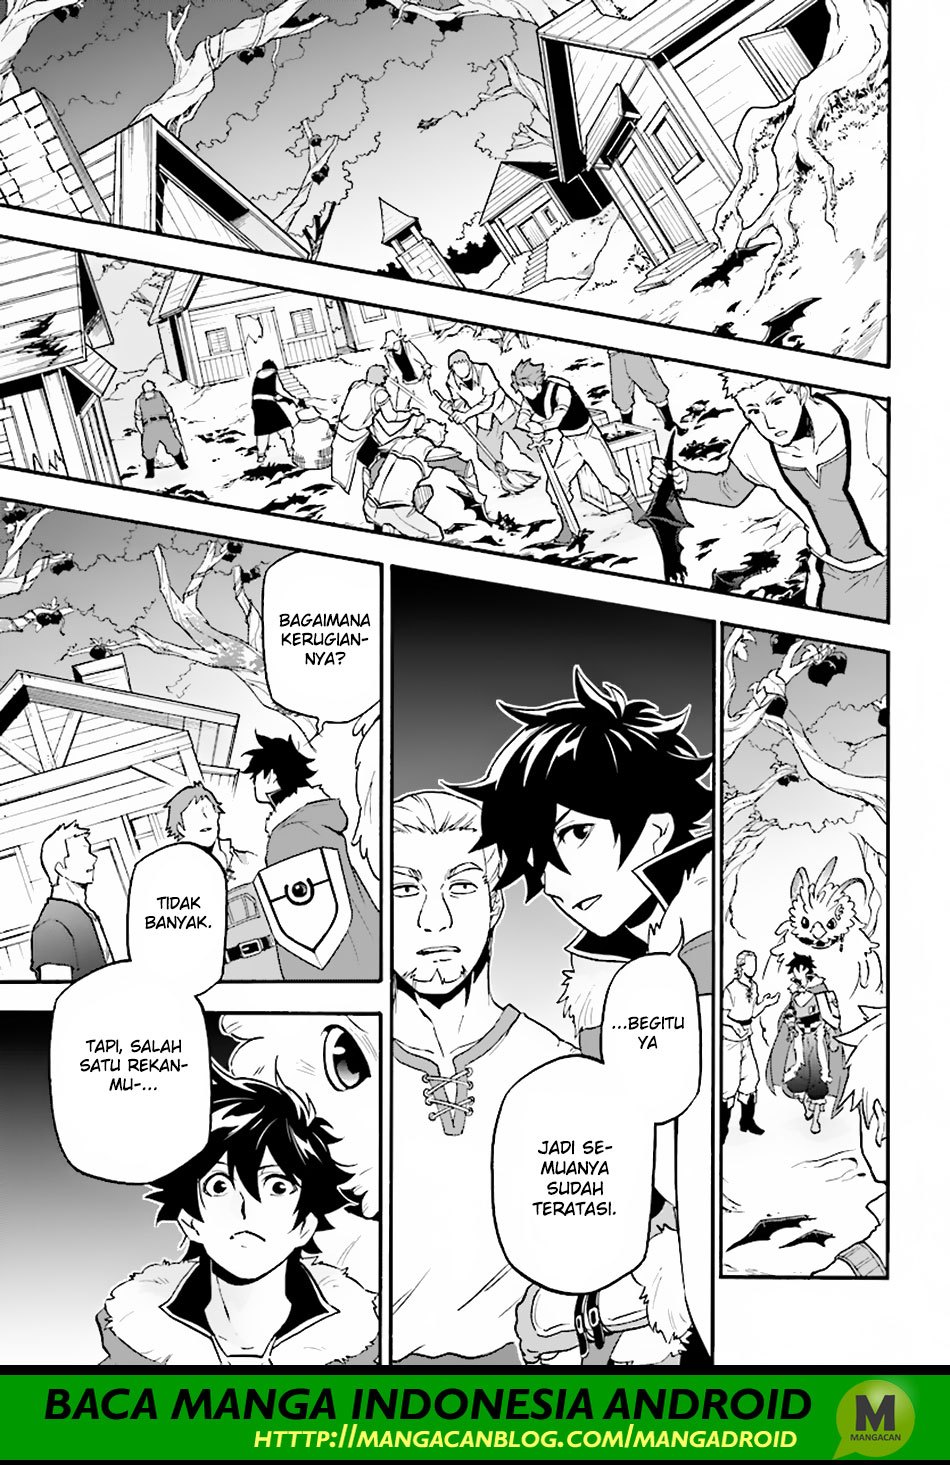 ...BEGITU
YA
JADI SE-
MUANYA
SUDAH
TERATASI.
BAGAIMANA
KERUGIAN-
NYA?
TIDAK
BANYAK.
TAPI, SALAH
SATU REKAN-
MU-...
BACA MANGA INDONESIA ANDROID
HTTTP://MANGACANBLOG.COM/MANGADROID
M
MANGACAN